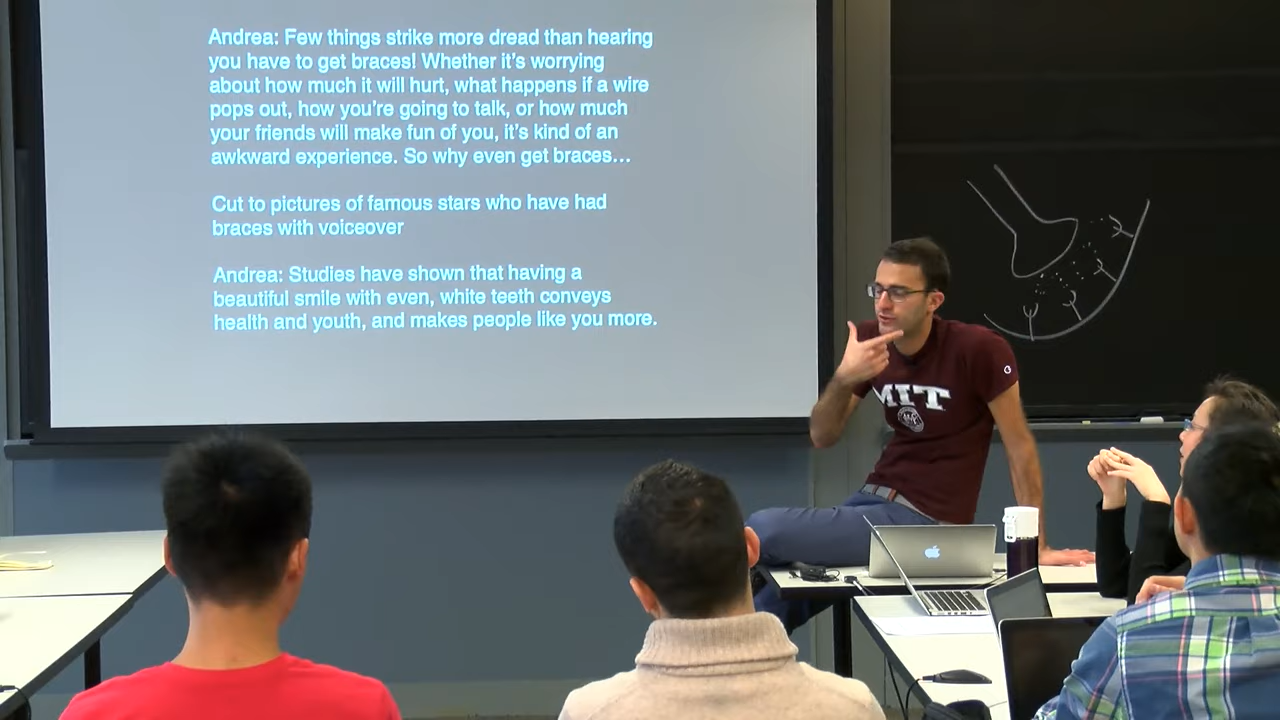 Andrea: Few things strike more dread than hearing
you have to get braces! Whether it's worrying
about how much it will hurt, what happens if a wire
pops out, how you're going to talk, or how much
your friends will make fun of you, it's kind of an
awkward experience. So why even get braces...
Cut to pictures of famous stars who have had
braces with voiceover
Andrea: Studies have shown that having a
beautiful smile with even, white teeth conveys
health and youth, and makes people like you more.
MIT